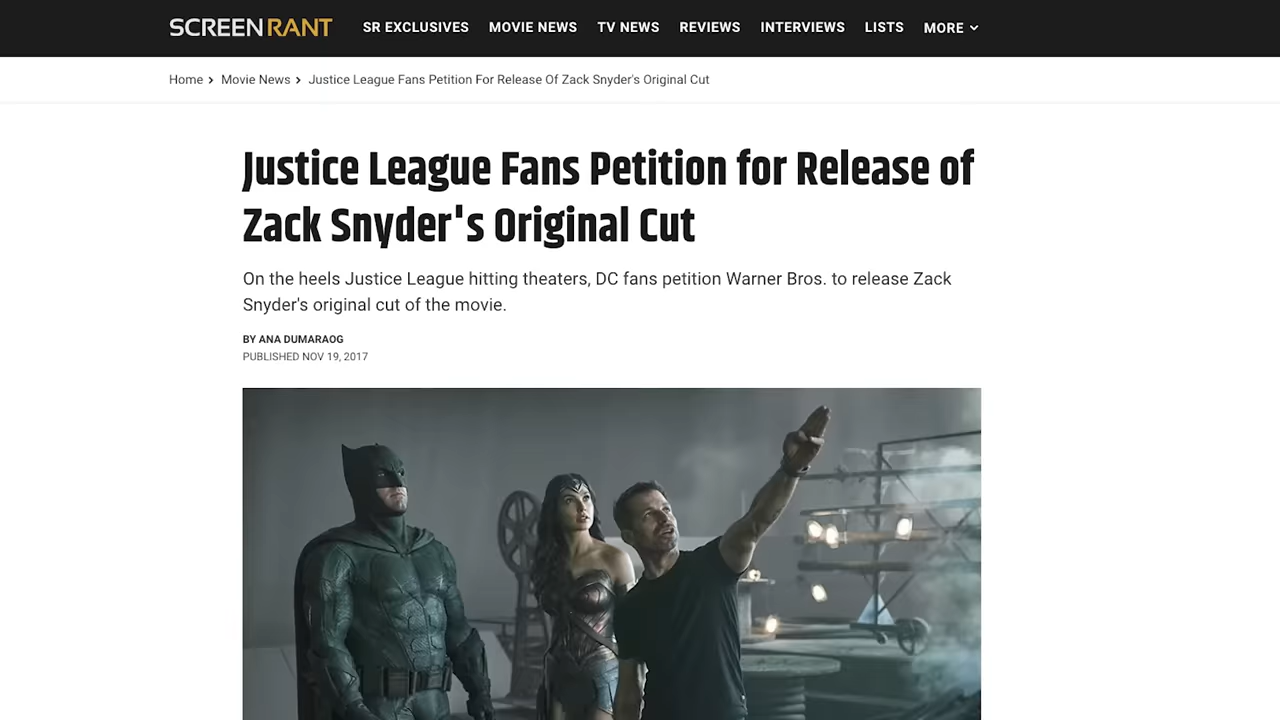 SCREENRANT SR EXCLUSIVES MOVIE NEWS TV NEWS REVIEWS INTERVIEWS LISTS MORE
Home > Movie News > Justice League Fans Petition For Release Of Zack Snyder's Original Cut
Justice League Fans Petition for Release of
Zack Snyder's Original Cut
On the heels Justice League hitting theaters, DC fans petition Warner Bros. to release Zack
Snyder's original cut of the movie.
BY ANA DUMARAOG
PUBLISHED NOV 19, 2017